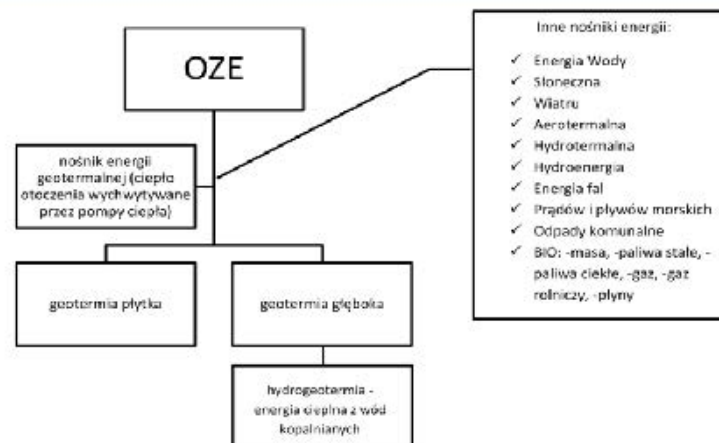 OZE
nośnik energii
geotermalnej (ciepło
otoczenia wychwytywane
przez pompy ciepła)
geotermia płytka
geotermia głęboka
hydrogeotermia -
energia cieplna z wód
kopalnianych
Inne nośniki energii:
✓ Energia Wody
✓ Słoneczna
✓ Wiatru
✓ Aerotermalna
✓ Hydrotermalna
✓ Hydroenergia
✓ Energia fal
✓ Prądów i pływów morskich
✓ Odpady komunalne
✓ BIO: -masa, -paliwa stałe, -
paliwa ciekłe, -gaz, -gaz
rolniczy, -płyny